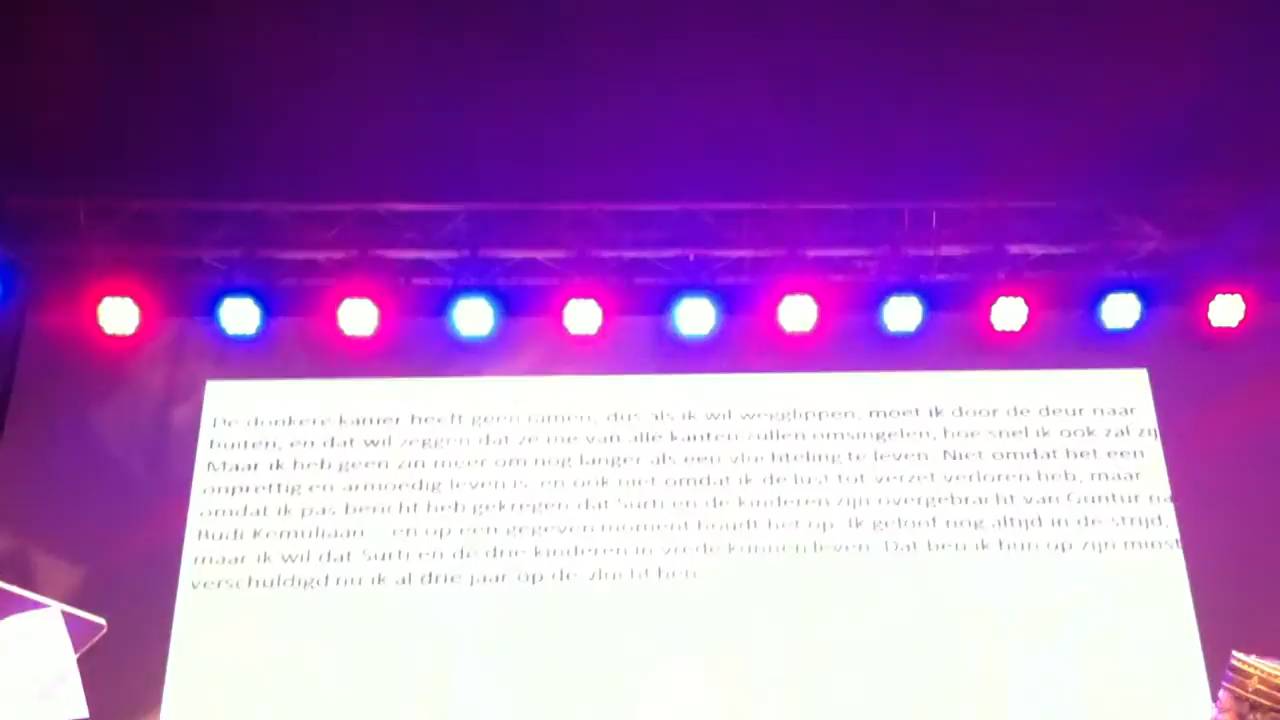 De donkere kamer heeft geen ramen, dus als ik wil wegglippen, moet ik door de deur naar
buiten, en dat wil zeggen dat ze me van alle kanten zullen omsingelen, hoe snel ik ook zal zij
Maar ik heb geen zin meer om nog langer als een vluchteling te leven. Niet omdat het een
onprettig en armoedig leven is, en ook niet omdat ik de lust tot verzet verloren heb, maar
omdat ik pas bericht heb gekregen dat Surti en de kinderen zijn overgebracht van Guntur na
Budi Kemuliaan en op een gegeven moment houdt het op. Ik geloof nog altijd in de strijd,
maar ik wil dat Surti en de drie kinderen in vrede kunnen leven. Dat ben ik hun op zijn minst
verschuldigd nu ik al drie jaar op de vlucht ben.